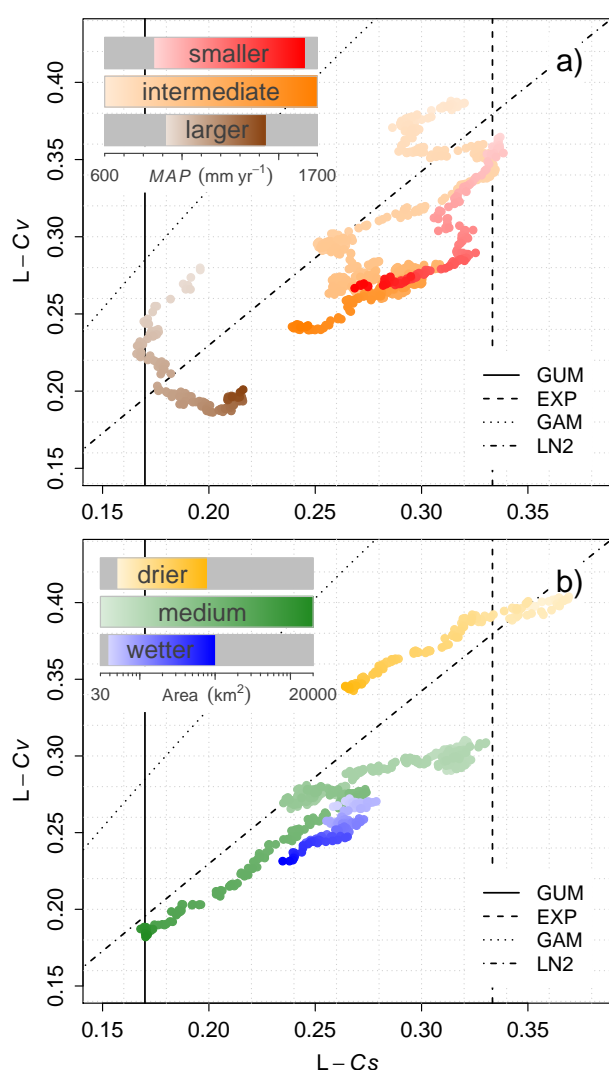 a)
smaller
intermediate
larger
600 MAP (mm yr⁻¹) 1700
L – Cv
0.40
0.35
0.30
0.25
0.20
0.15
GUM
EXP
GAM
LN2
0.15 0.20 0.25 0.30 0.35
b)
drier
medium
wetter
30 Area (km²) 20000
L – Cv
0.40
0.35
0.30
0.25
0.20
0.15
GUM
EXP
GAM
LN2
0.15 0.20 0.25 0.30 0.35
L – Cs